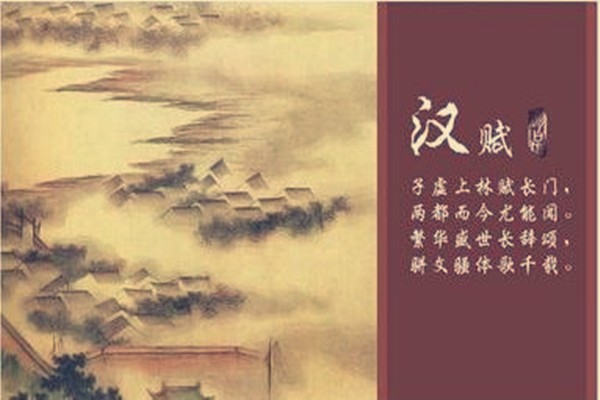 汉赋
子虚上林赋长门，
两都而今尤能闻。
繁华盛世长辞颂，
骈文骚体歌千载。